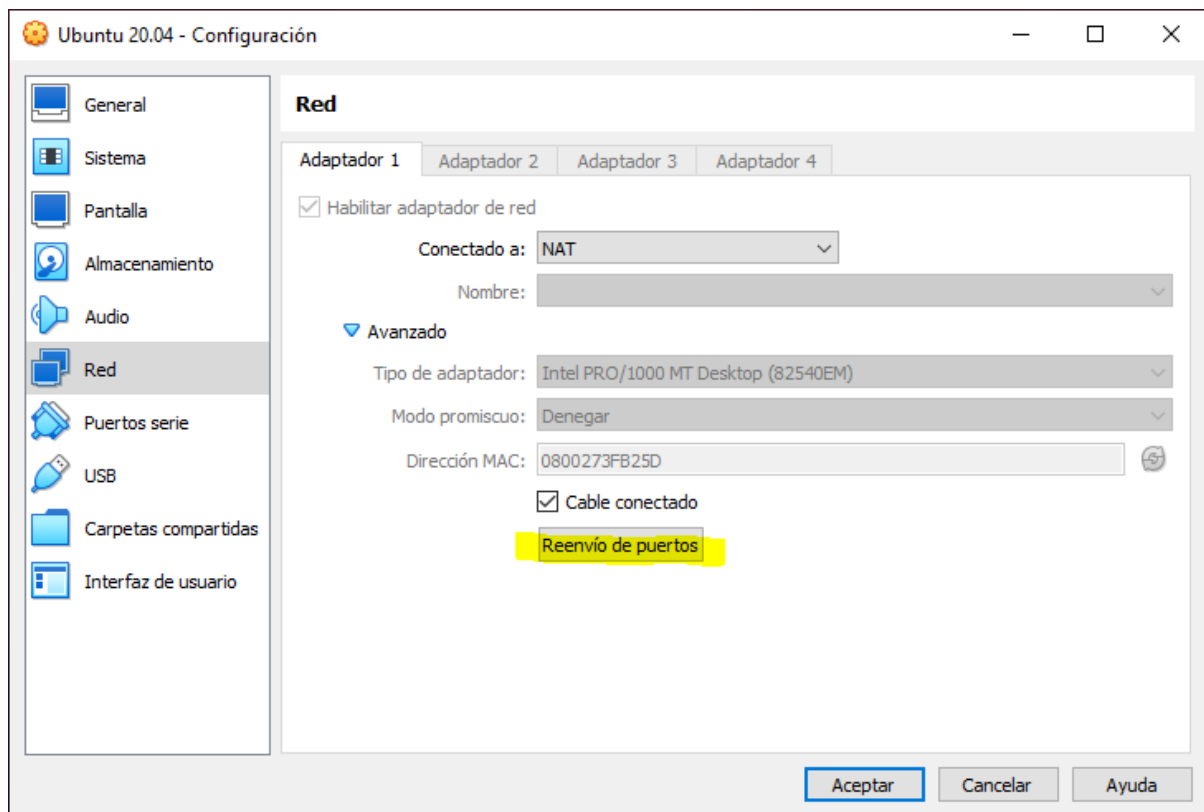 Ubuntu 20.04 - Configuración
General
Sistema
Pantalla
Almacenamiento
Audio
Red
Puertos serie
USB
Carpetas compartidas
Interfaz de usuario
Red
Adaptador 1 Adaptador 2 Adaptador 3 Adaptador 4
Habilitar adaptador de red
Conectado a: NAT
Nombre:
Avanzado
Tipo de adaptador: Intel PRO/1000 MT Desktop (82540EM)
Modo promiscuo: Denegar
Dirección MAC: 0800273FB25D
Cable conectado
Reenvío de puertos
Aceptar Cancelar Ayuda